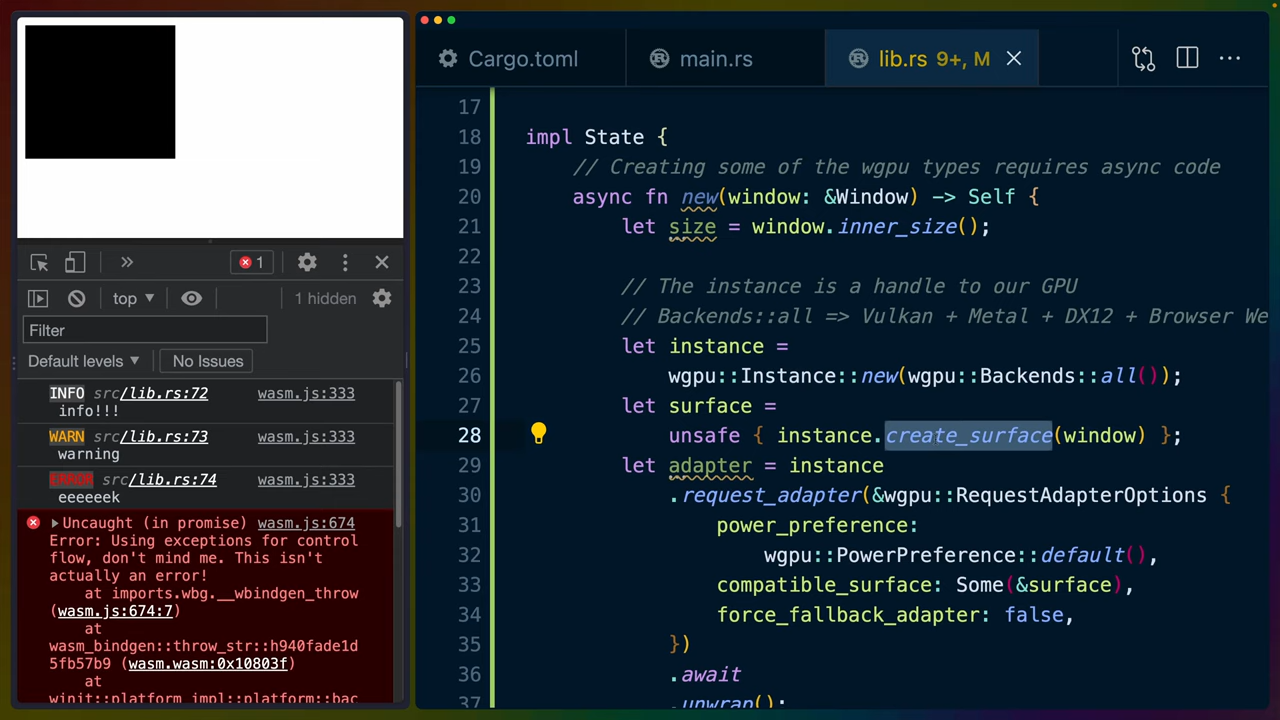 Cargo.toml
main.rs
lib.rs 9+, M
top
1 hidden
Filter
Default levels
No Issues
1
INFO src/lib.rs:72 wasm.js:333
info!!!
WARN src/lib.rs:73 wasm.js:333
warning
ERROR src/lib.rs:74 wasm.js:333
eeeeeek
Uncaught (in promise) wasm.js:674
Error: Using exceptions for control
flow, don't mind me. This isn't
actually an error!
at imports.wbg.__wbindgen_throw
(wasm.js:674:7)
at
wasm_bindgen::throw_str::h940fade1d
5fb57b9 (wasm.wasm:0x10803f)
at
winit::platform_impl::platform::bac
17
18 impl State {
19 // Creating some of the wgpu types requires async code
20 async fn new(window: &Window) -> Self {
21 let size = window.inner_size();
22
23 // The instance is a handle to our GPU
24 // Backends::all => Vulkan + Metal + DX12 + Browser We
25 let instance =
26 wgpu::Instance::new(wgpu::Backends::all());
27 let surface =
28 unsafe { instance.create_surface(window) };
29 let adapter = instance
30 .request_adapter(&wgpu::RequestAdapterOptions {
31 power_preference:
32 wgpu::PowerPreference::default(),
33 compatible_surface: Some(&surface),
34 force_fallback_adapter: false,
35 })
36 .await
37 .unwrap();